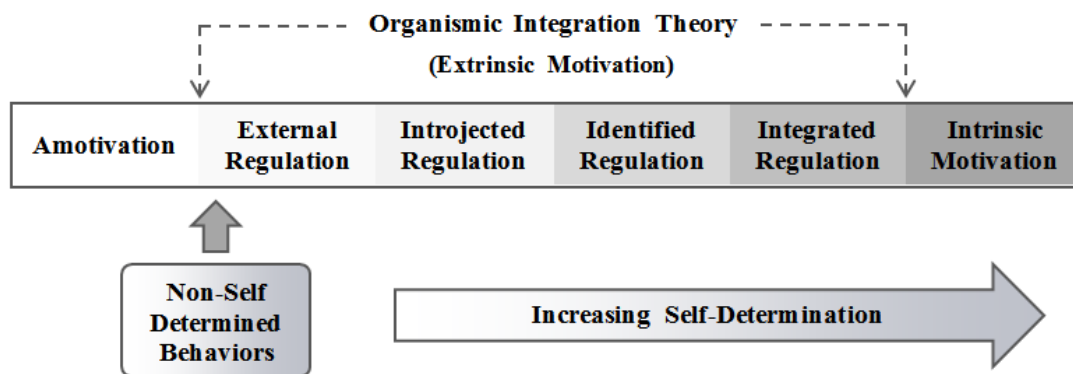 Organismic Integration Theory
(Extrinsic Motivation)
Amotivation
External
Regulation
Introjected
Regulation
Identified
Regulation
Integrated
Regulation
Intrinsic
Motivation
Non-Self
Determined
Behaviors
Increasing Self-Determination